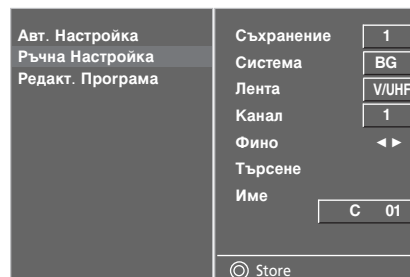 Авт. Настройка
Ръчна Настройка
Редакт. Програма
Съхранение 1
Система BG
Лента V/UHF
Канал 1
Фино ◄►
Търсене
Име
C 01
Store